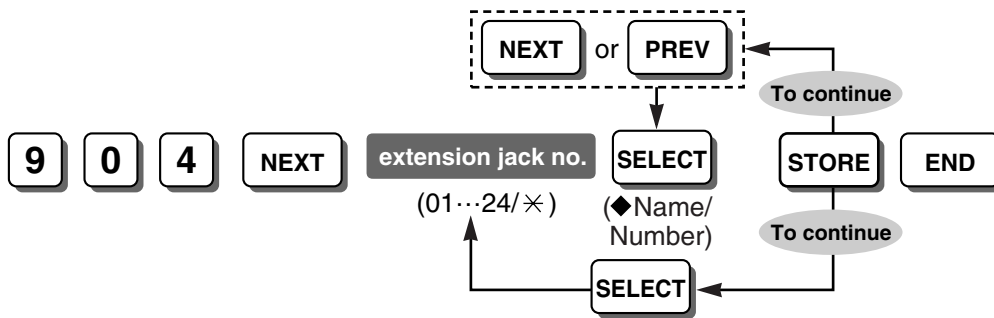 NEXT or PREV
To continue
9 0 4 NEXT extension jack no. SELECT STORE END
(01···24/✳) (◆Name/
Number)
To continue
SELECT